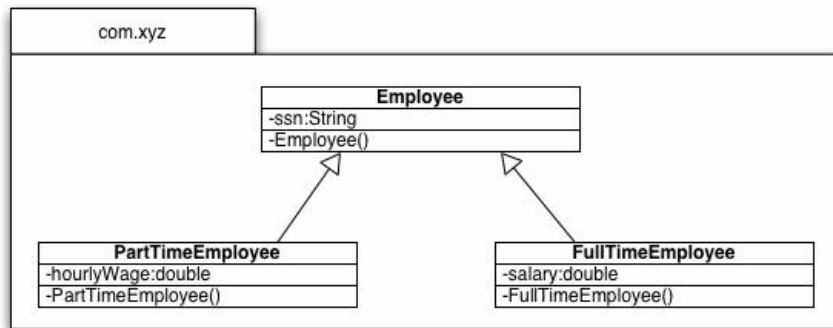 com.xyz
Employee
-ssn:String
-Employee()
PartTimeEmployee
-hourlyWage:double
-PartTimeEmployee()
FullTimeEmployee
-salary:double
-FullTimeEmployee()